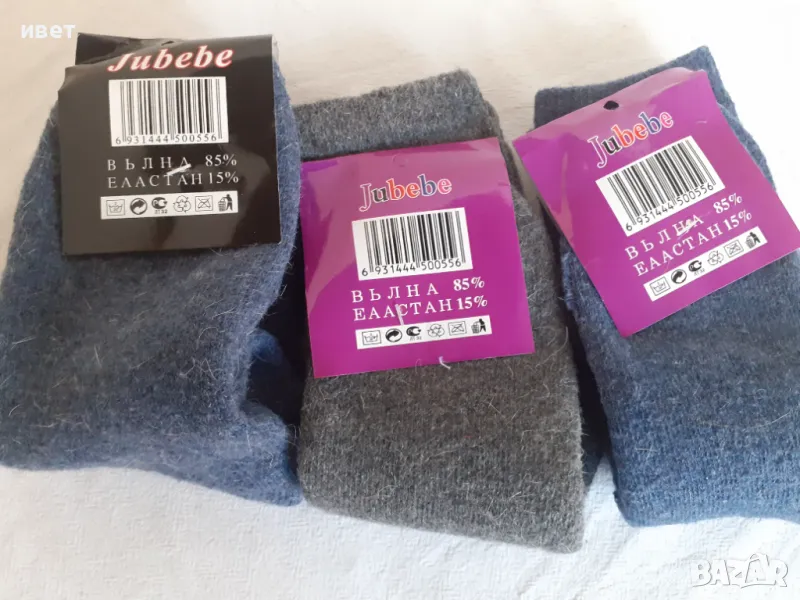 ивет
Jubebe
6 931444 500556
ВЪЛНА 85%
ЕЛАСТАН 15%
Jubebe
6 931444 500556
ВЪЛНА 85%
ЕЛАСТАН 15%
Jubebe
6 931444 500556
ВЪЛНА 85%
ЕЛАСТАН 15%
BAZAR